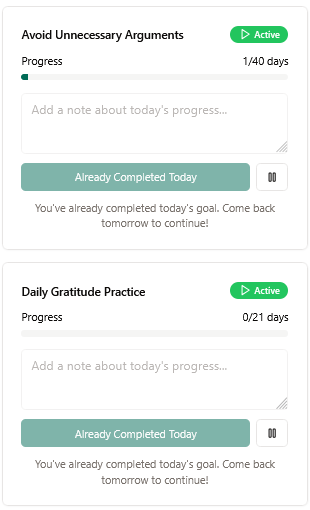 Avoid Unnecessary Arguments
Active
Progress
1/40 days
Add a note about today's progress...
Already Completed Today
You've already completed today's goal. Come back
tomorrow to continue!
Daily Gratitude Practice
Active
Progress
0/21 days
Add a note about today's progress...
Already Completed Today
You've already completed today's goal. Come back
tomorrow to continue!